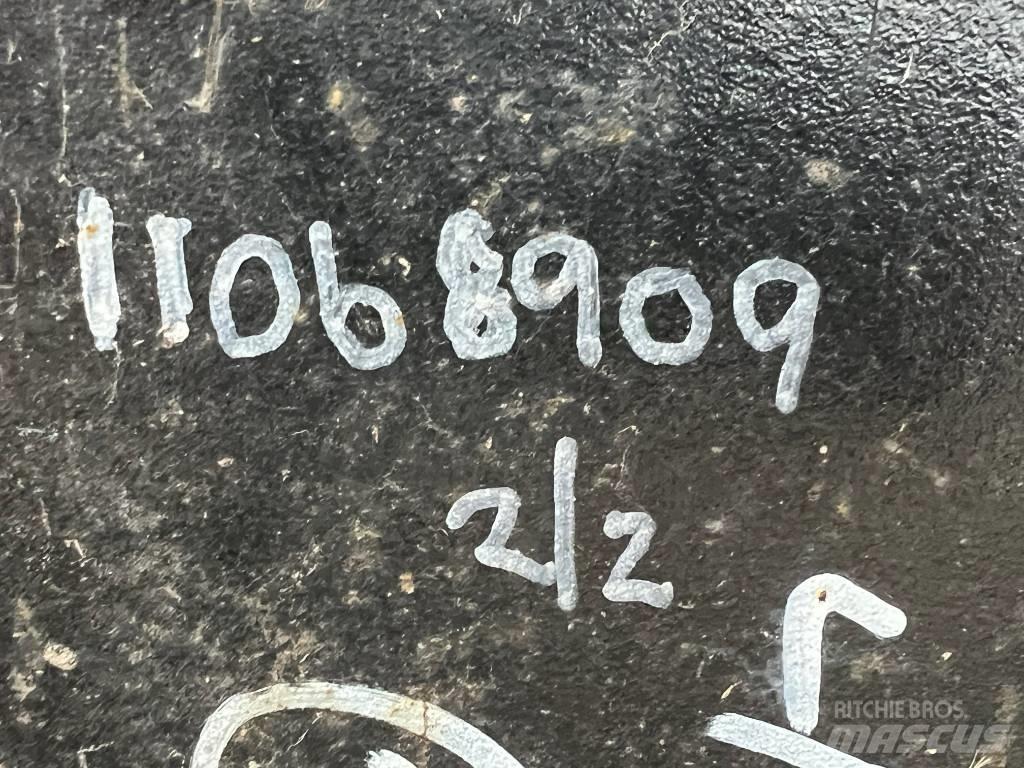 11068909
2/2
RITCHIE BROS.
MASCUS